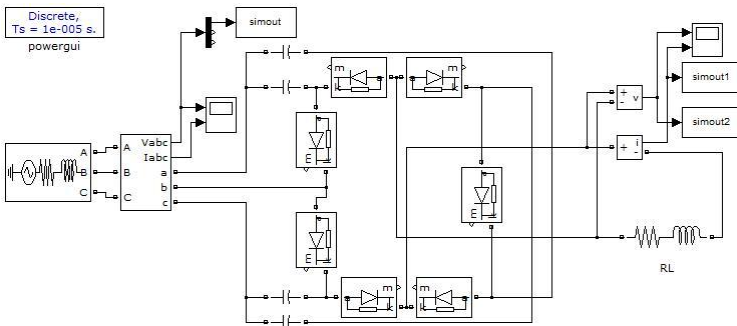 Discrete,
Ts = 1e-005 s.
powergui
simout
m
m
k
a
a
k
simout1
simout2
+
-
v
+
-
i
A
B
C
A
B
C
Vabc
Iabc
a
b
c
E
E
E
m
m
a
k
k
a
RL